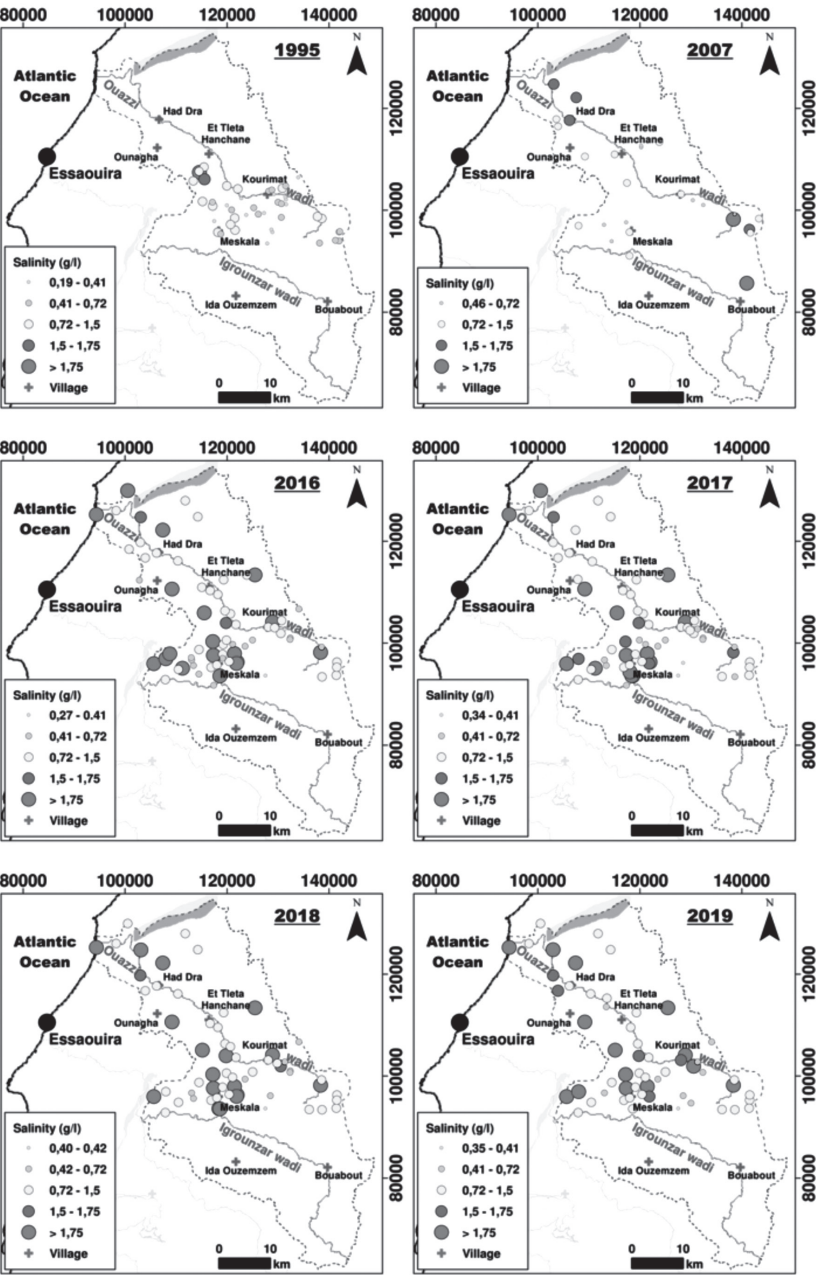 80000 100000 120000 140000
1995
N
Atlantic
Ocean
Ouazzi
Had Dra
Et Tleta
Hanchane
Ounagha
Essaouira
Kourimat
wadi
Meskala
Igrounzar wadi
Ida Ouzemzem
Bouabout
Salinity (g/l)
0,19 - 0,41
0,41 - 0,72
0,72 - 1,5
1,5 - 1,75
> 1,75
Village
0 10
km
120000
100000
80000
80000 100000 120000 140000
2007
N
Atlantic
Ocean
Ouazzi
Had Dra
Et Tleta
Hanchane
Ounagha
Essaouira
Kourimat
wadi
Meskala
Igrounzar wadi
Ida Ouzemzem
Bouabout
Salinity (g/l)
0,46 - 0,72
0,72 - 1,5
1,5 - 1,75
> 1,75
Village
0 10
km
120000
100000
80000
80000 100000 120000 140000
2016
N
Atlantic
Ocean
Ouazzi
Had Dra
Et Tleta
Hanchane
Ounagha
Essaouira
Kourimat
wadi
Meskala
Igrounzar wadi
Ida Ouzemzem
Bouabout
Salinity (g/l)
0,27 - 0.41
0,41 - 0,72
0,72 - 1,5
1,5 - 1,75
> 1,75
Village
0 10
km
120000
100000
80000
80000 100000 120000 140000
2017
N
Atlantic
Ocean
Ouazzi
Had Dra
Et Tleta
Hanchane
Ounagha
Essaouira
Kourimat
wadi
Meskala
Igrounzar wadi
Ida Ouzemzem
Bouabout
Salinity (g/l)
0,34 - 0,41
0,41 - 0,72
0,72 - 1,5
1,5 - 1,75
> 1,75
Village
0 10
km
120000
100000
80000
80000 100000 120000 140000
2018
N
Atlantic
Ocean
Ouazzi
Had Dra
Et Tleta
Hanchane
Ounagha
Essaouira
Kourimat
wadi
Meskala
Igrounzar wadi
Ida Ouzemzem
Bouabout
Salinity (g/l)
0,40 - 0,42
0,42 - 0,72
0,72 - 1,5
1,5 - 1,75
> 1,75
Village
0 10
km
120000
100000
80000
80000 100000 120000 140000
2019
N
Atlantic
Ocean
Ouazzi
Had Dra
Et Tleta
Hanchane
Ounagha
Essaouira
Kourimat
wadi
Meskala
Igrounzar wadi
Ida Ouzemzem
Bouabout
Salinity (g/l)
0,35 - 0,41
0,41 - 0,72
0,72 - 1,5
1,5 - 1,75
> 1,75
Village
0 10
km
120000
100000
80000